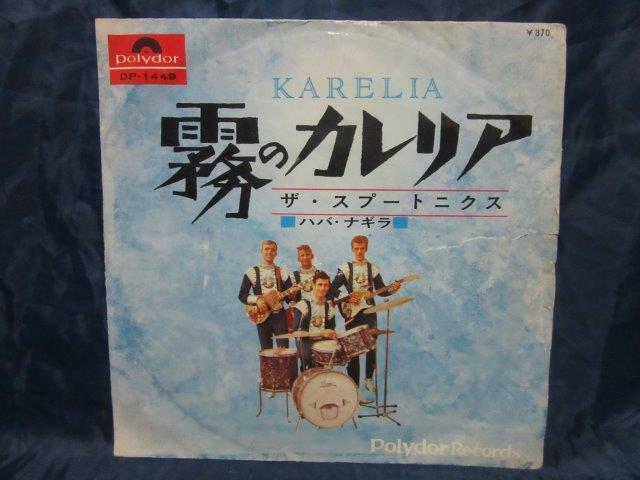 polydor
DP-1449
¥370
KARELIA
霧のカレリア
ザ・スプートニクス
ハバ・ナギラ
Polydor Records